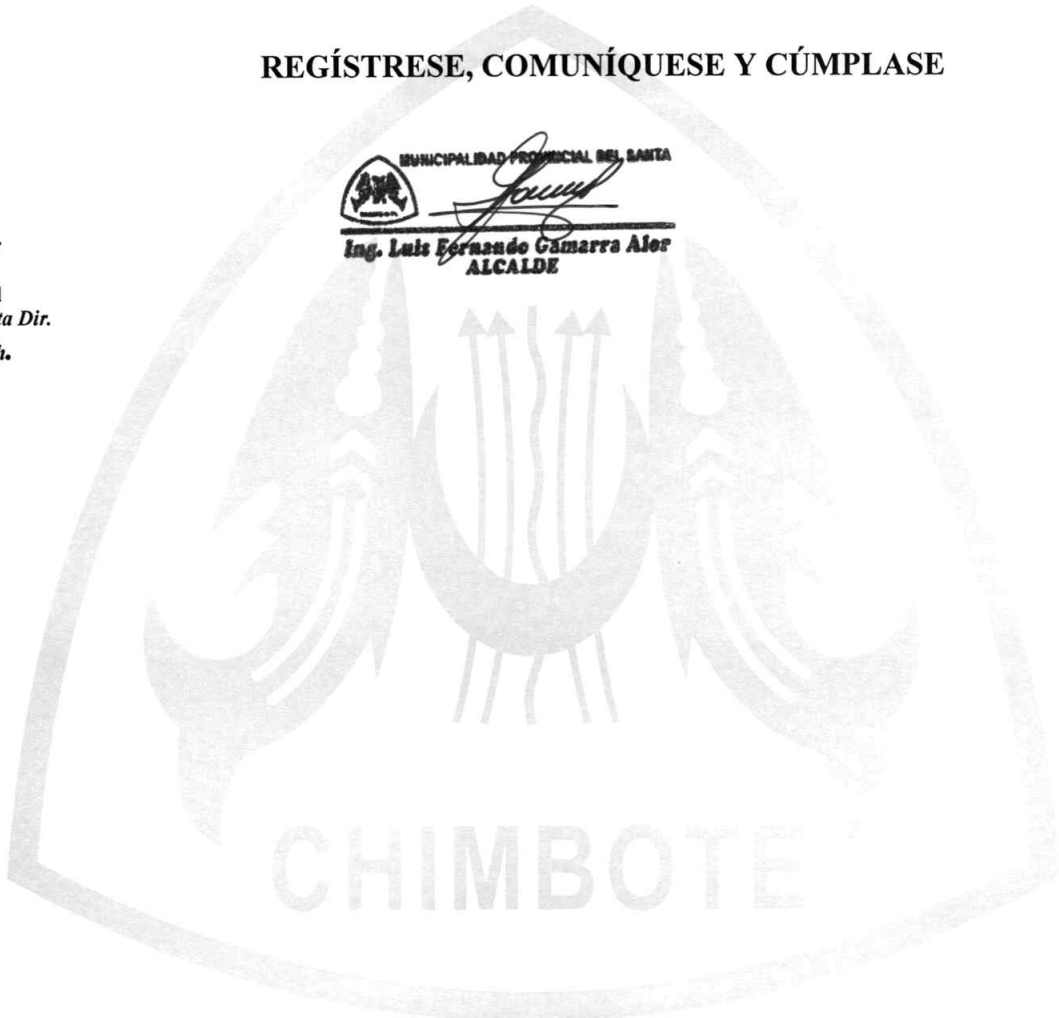 REGÍSTRESE, COMUNÍQUESE Y CÚMPLASE
MUNICIPALIDAD PROVINCIAL DEL SANTA
Ing. Luis Fernando Gamarra Alor
ALCALDE
ta Dir.
h.
CHIMBOTE